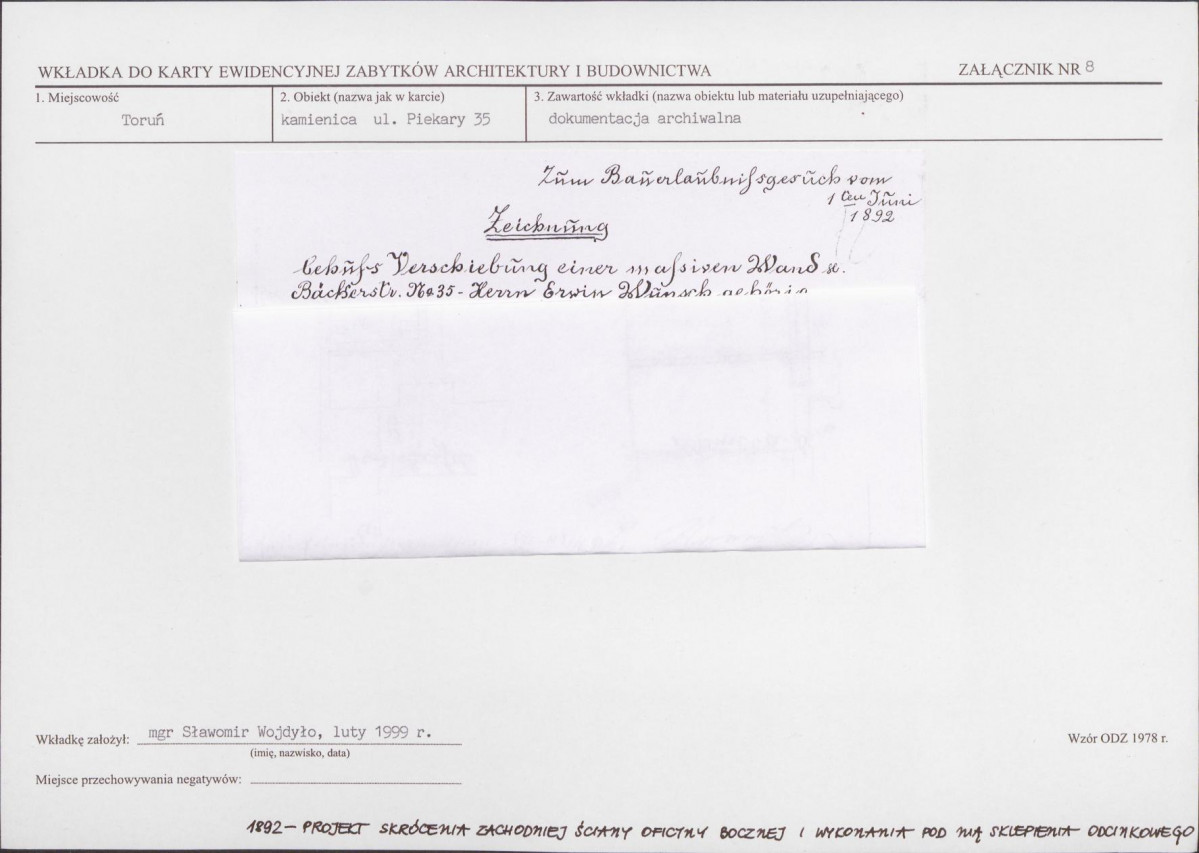 WKŁADKA DO KARTY EWIDENCYJNEJ ZABYTKÓW ARCHITEKTURY I BUDOWNICTWA
ZAŁĄCZNIK NR 8
1. Miejscowość
Toruń
2. Obiekt (nazwa jak w karcie)
kamienica ul. Piekary 35
3. Zawartość wkładki (nazwa obiektu lub materiału uzupełniającego)
dokumentacja archiwalna
Zum Bauerlaubnißgesuch vom
1ten Juni
1892
Zeichnung
behufs Verschiebung einer massiven Wand
Bäckerstr. No 35 - Herrn Erwin Wunsch gehörig
Wkładkę założył: mgr Sławomir Wojdyło, luty 1999 r.
(imię, nazwisko, data)
Wzór ODZ 1978 r.
Miejsce przechowywania negatywów:
1892 - PROJEKT SKRÓCENIA ZACHODNIEJ ŚCIANY OFICYNY BOCZNEJ I WYKONANIA POD NIĄ SKLEPIENIA ODCINKOWEGO